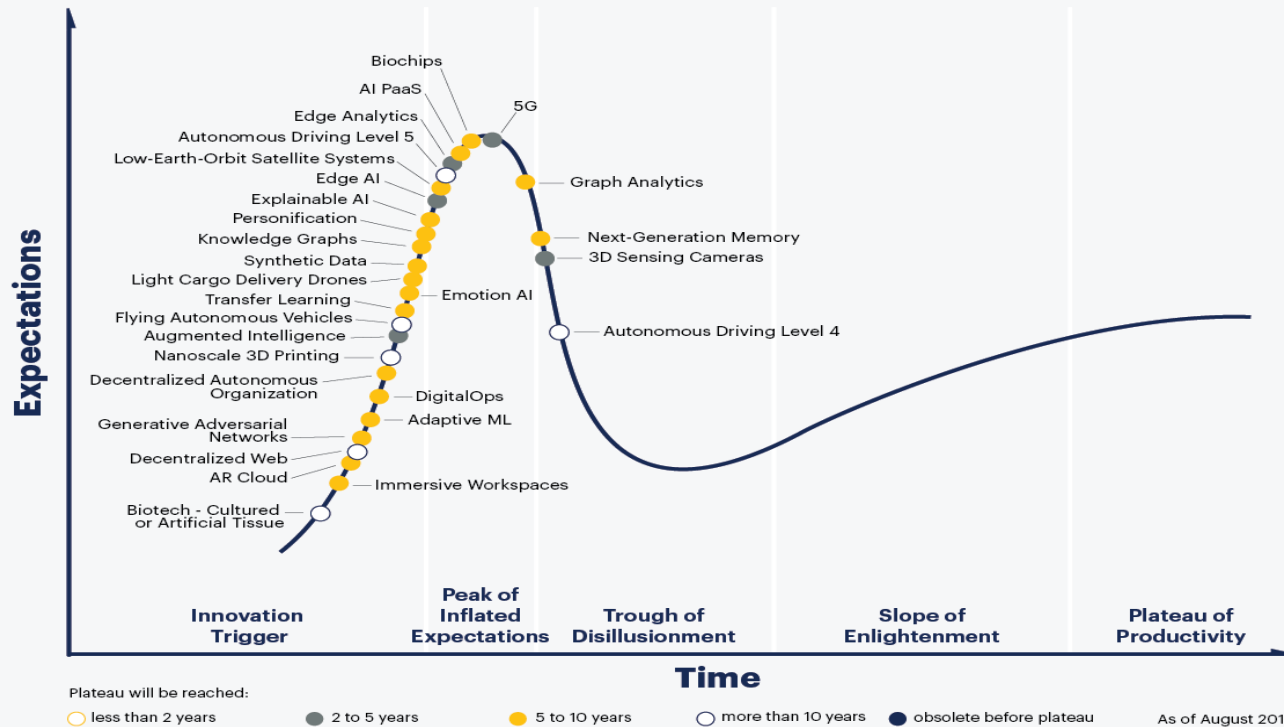 Biochips
AI PaaS
5G
Edge Analytics
Autonomous Driving Level 5
Low-Earth-Orbit Satellite Systems
Edge AI
Graph Analytics
Explainable AI
Personification
Knowledge Graphs
Next-Generation Memory
3D Sensing Cameras
Synthetic Data
Light Cargo Delivery Drones
Emotion AI
Transfer Learning
Flying Autonomous Vehicles
Autonomous Driving Level 4
Augmented Intelligence
Nanoscale 3D Printing
Decentralized Autonomous
Organization
DigitalOps
Adaptive ML
Generative Adversarial
Networks
Decentralized Web
AR Cloud
Immersive Workspaces
Biotech - Cultured
or Artificial Tissue
Expectations
Innovation
Trigger
Peak of
Inflated
Expectations
Trough of
Disillusionment
Slope of
Enlightenment
Plateau of
Productivity
Time
Plateau will be reached:
less than 2 years
2 to 5 years
5 to 10 years
more than 10 years
obsolete before plateau
As of August